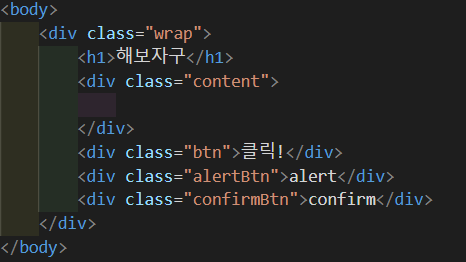 <body>
<div class="wrap">
<h1>해보자구</h1>
<div class="content">
</div>
<div class="btn">클릭!</div>
<div class="alertBtn">alert</div>
<div class="confirmBtn">confirm</div>
</div>
</body>